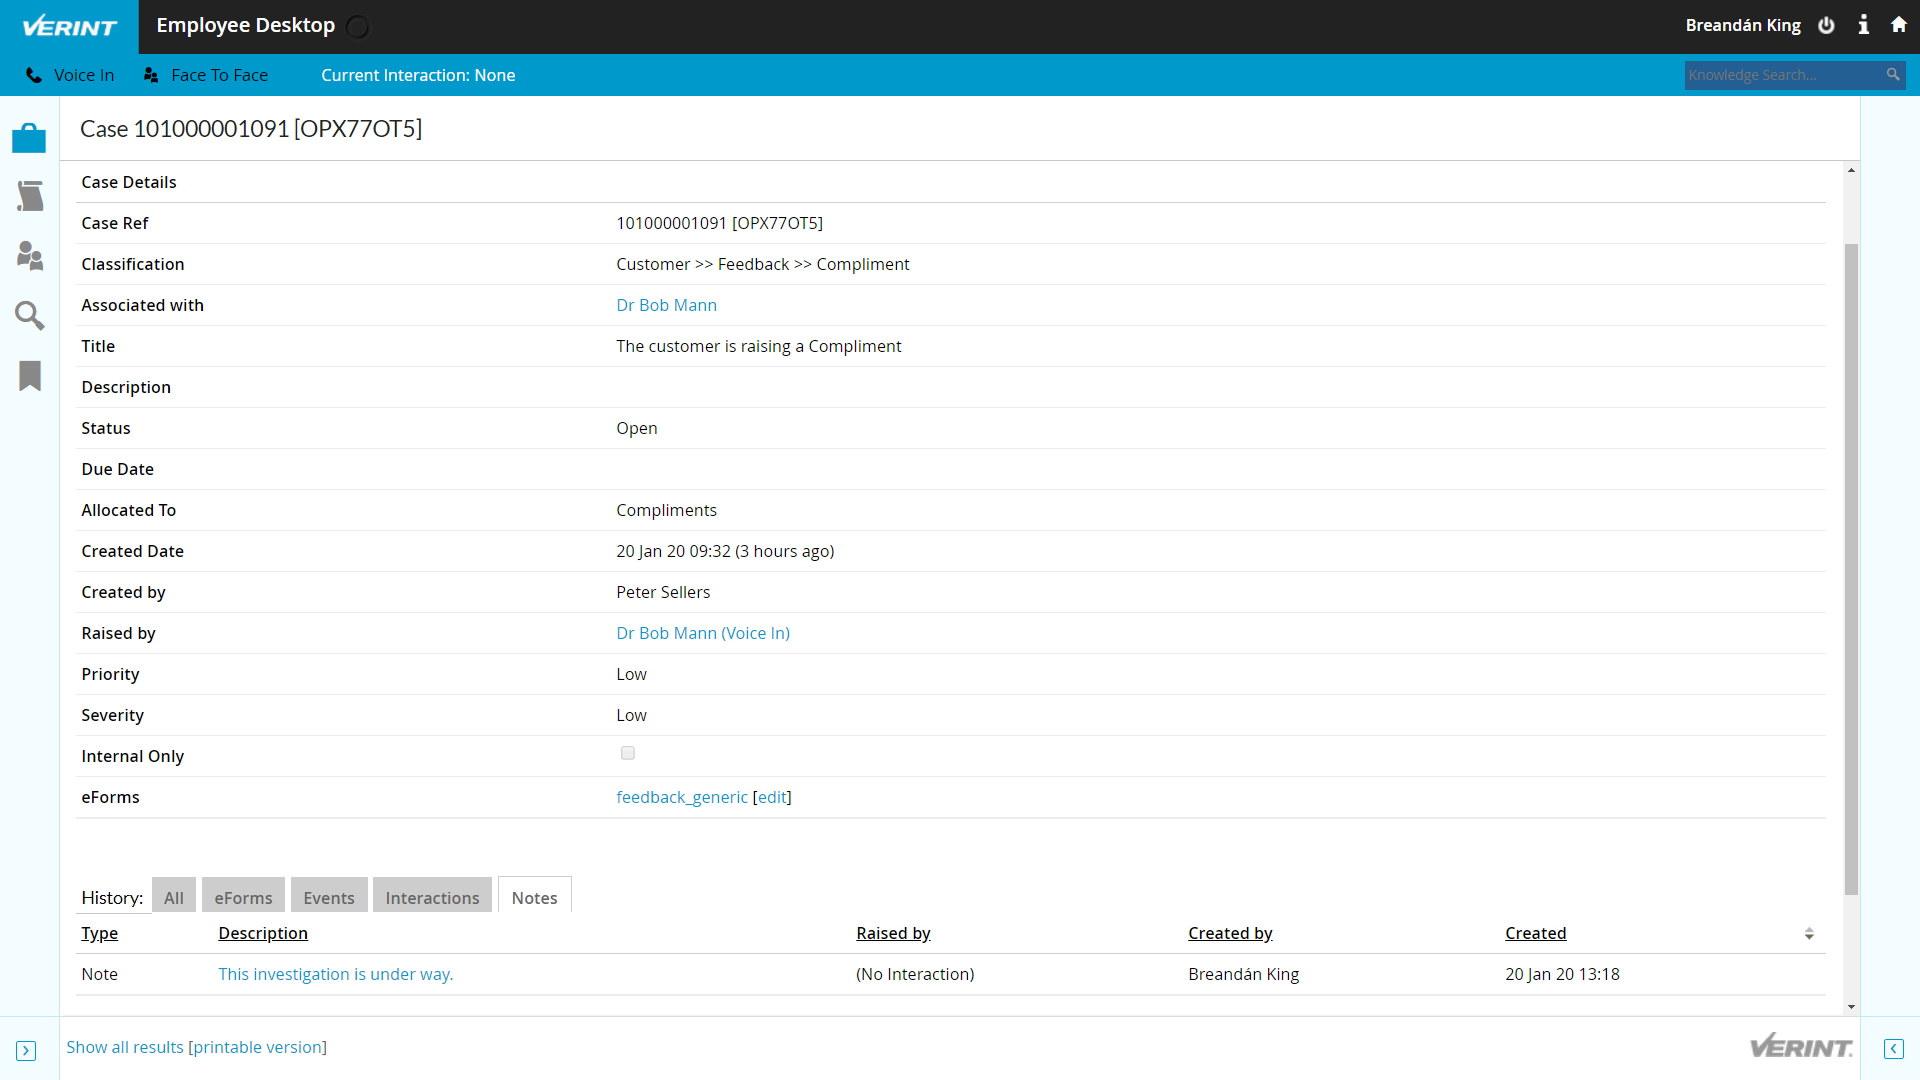 VERINT Employee Desktop Breandán King
Voice In Face To Face Current Interaction: None Knowledge Search...
Case 101000001091 [OPX77OT5]
Case Details
Case Ref 101000001091 [OPX77OT5]
Classification Customer >> Feedback >> Compliment
Associated with Dr Bob Mann
Title The customer is raising a Compliment
Description
Status Open
Due Date
Allocated To Compliments
Created Date 20 Jan 20 09:32 (3 hours ago)
Created by Peter Sellers
Raised by Dr Bob Mann (Voice In)
Priority Low
Severity Low
Internal Only
eForms feedback_generic [edit]
History: All eForms Events Interactions Notes
Type Description Raised by Created by Created
Note This investigation is under way. (No Interaction) Breandán King 20 Jan 20 13:18
Show all results [printable version] VERINT.